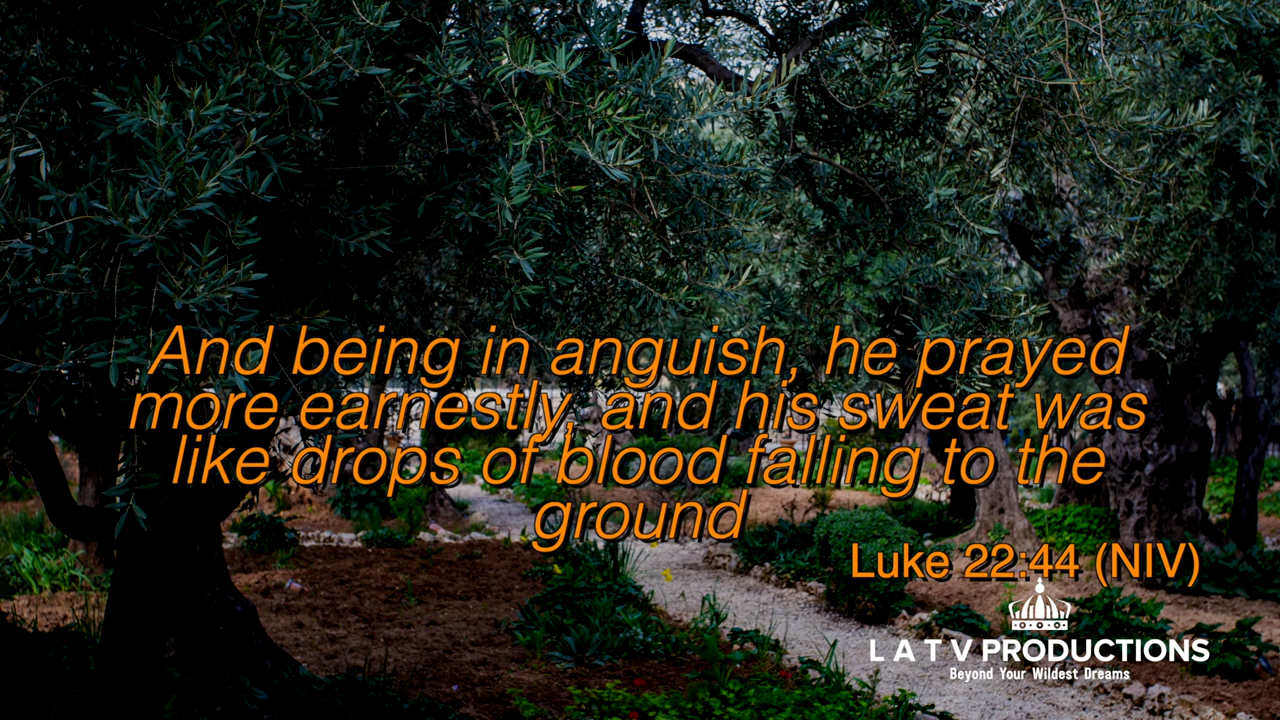 And being in anguish, he prayed
more earnestly, and his sweat was
like drops of blood falling to the
ground
Luke 22:44 (NIV)
L A T V PRODUCTIONS
Beyond Your Wildest Dreams